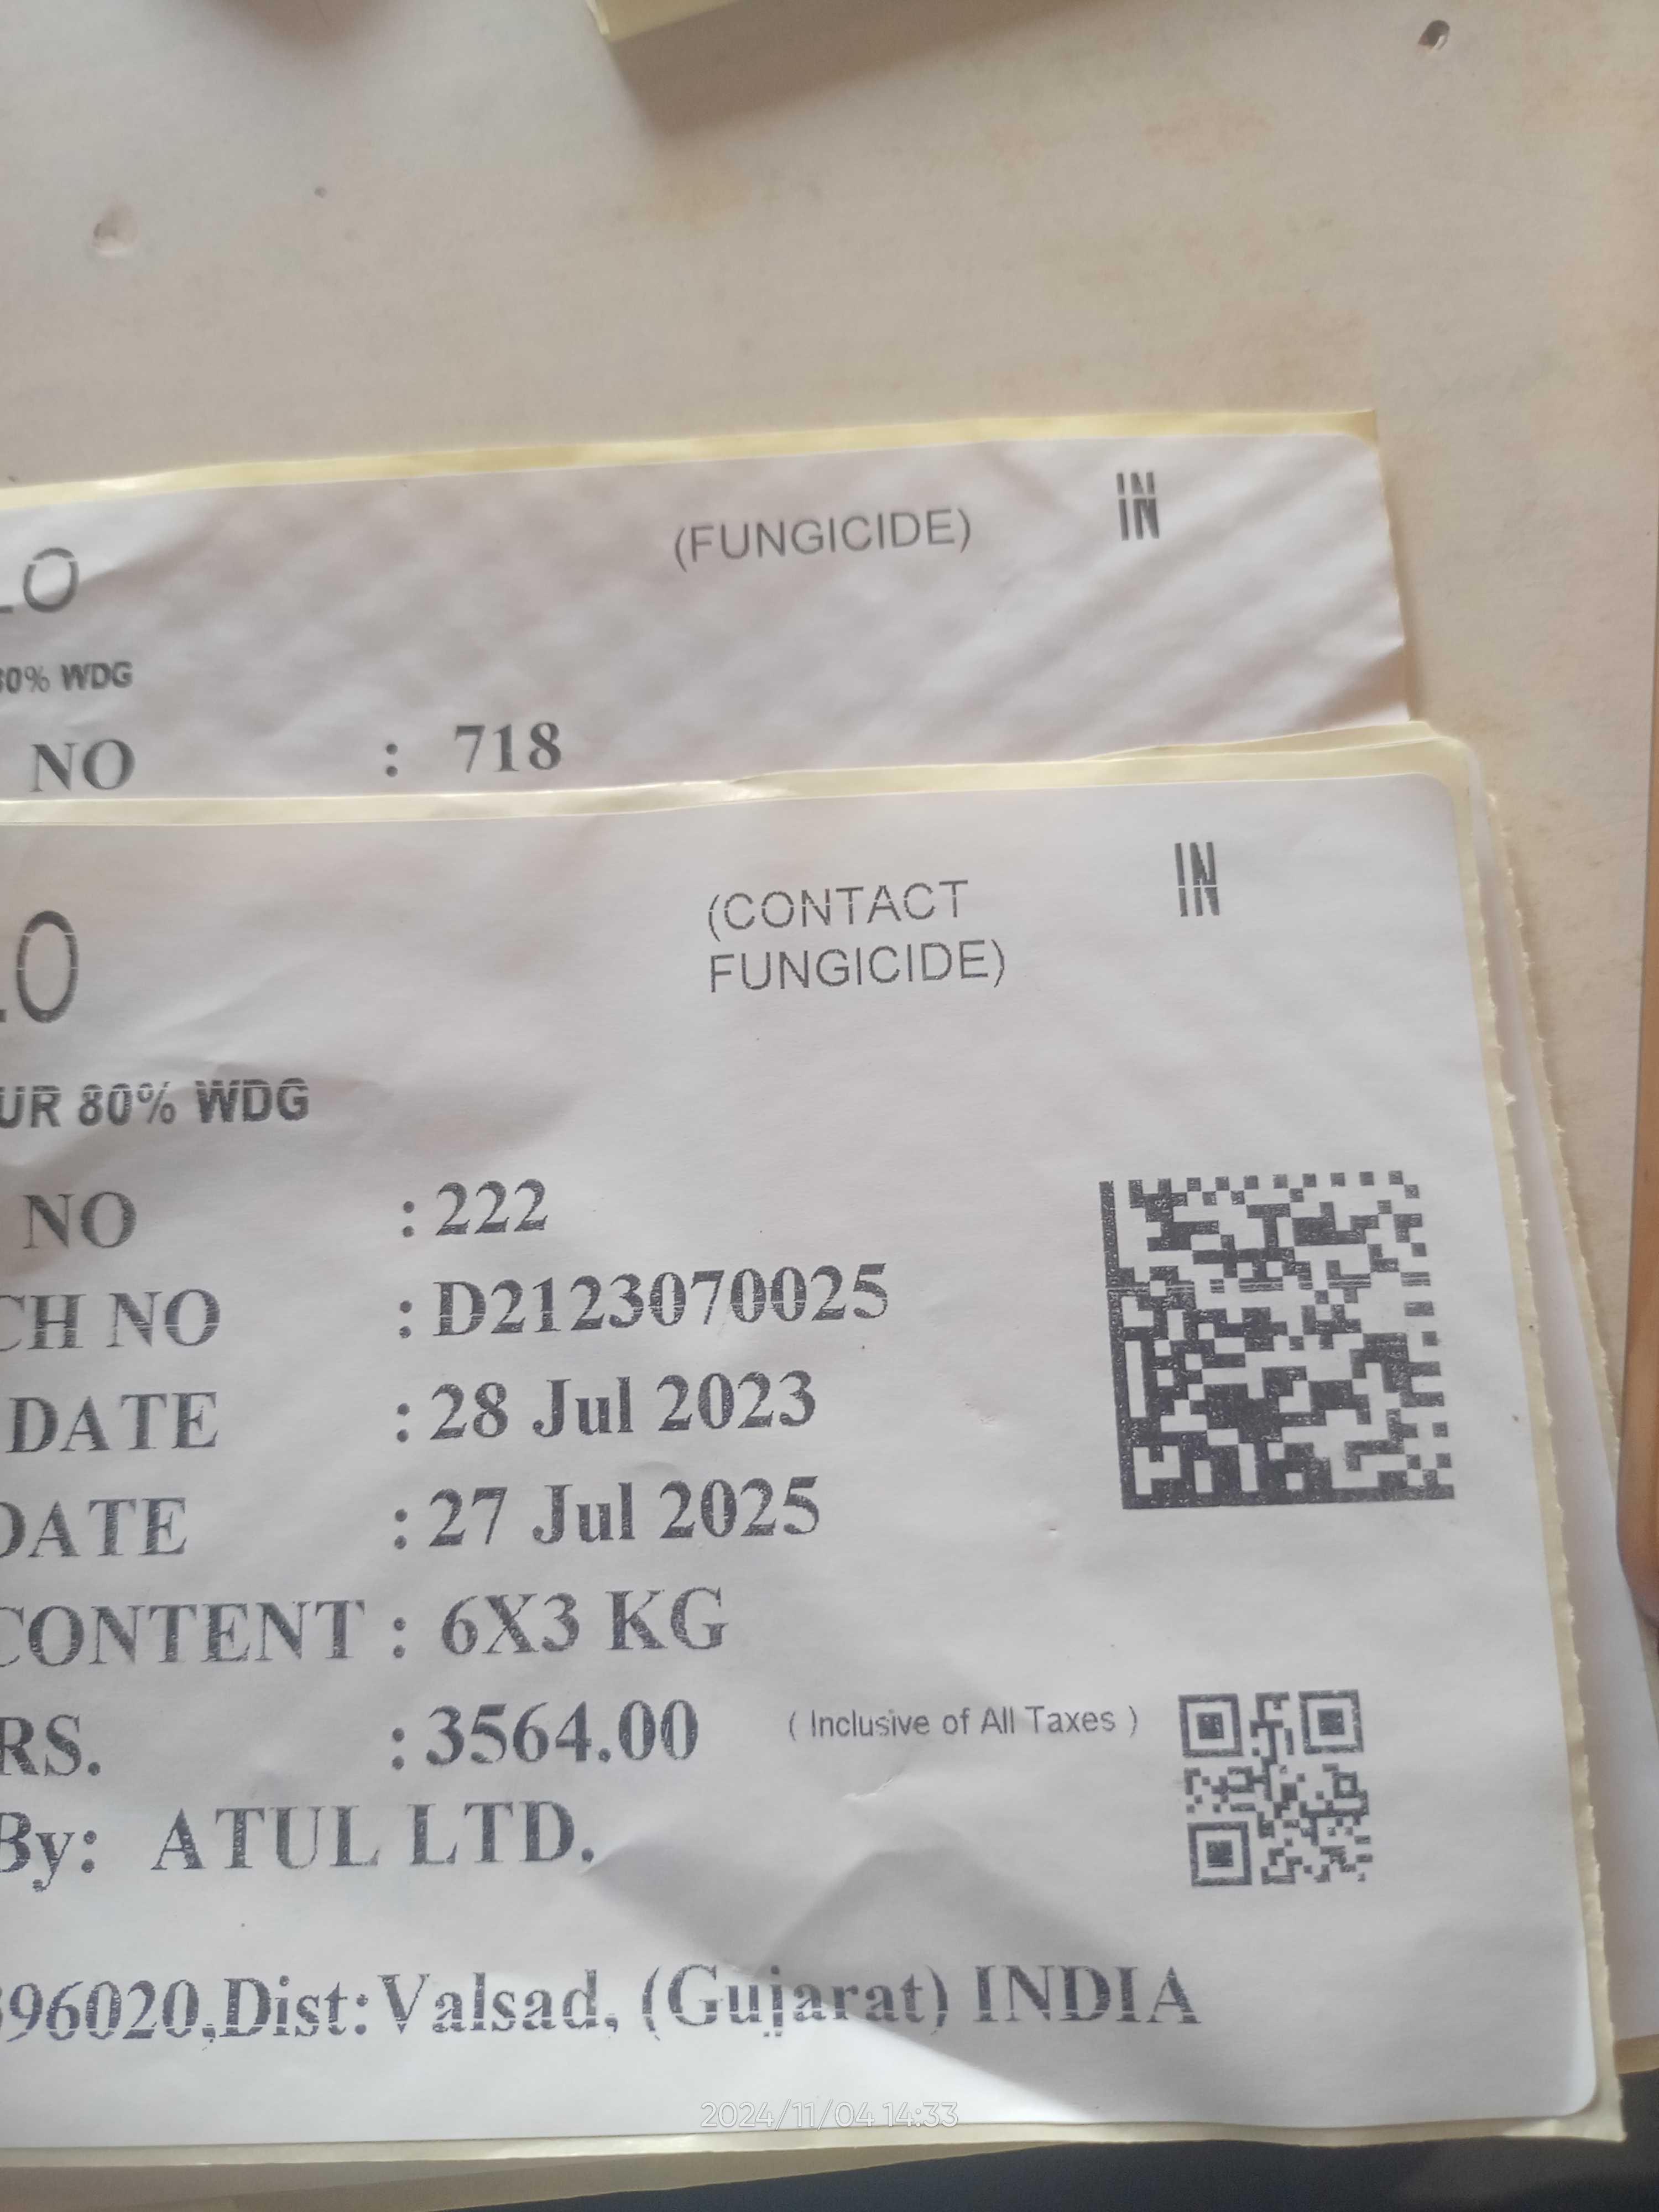 (FUNGICIDE) IN
LO
80% WDG
NO : 718
(CONTACT IN
FUNGICIDE)
LO
UR 80% WDG
NO : 222
CH NO : D2123070025
DATE : 28 Jul 2023
DATE : 27 Jul 2025
CONTENT : 6X3 KG
RS. : 3564.00 ( Inclusive of All Taxes )
By: ATUL LTD.
396020,Dist:Valsad, (Gujarat) INDIA
2024/11/04 14:33